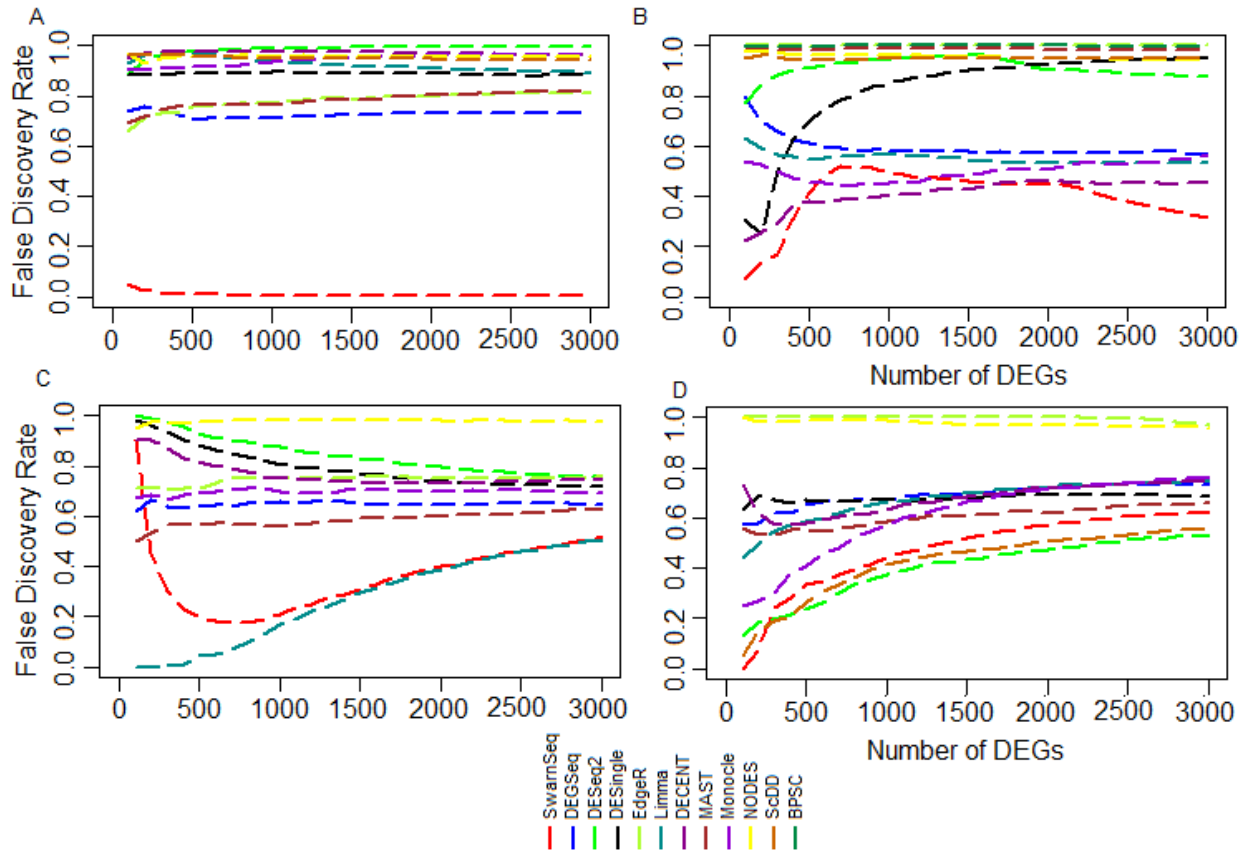 A
False Discovery Rate
0.0 0.2 0.4 0.6 0.8 1.0
0 500 1000 1500 2000 2500 3000
B
0.0 0.2 0.4 0.6 0.8 1.0
0 500 1000 1500 2000 2500 3000
Number of DEGs
C
False Discovery Rate
0.0 0.2 0.4 0.6 0.8 1.0
0 500 1000 1500 2000 2500 3000
D
0.0 0.2 0.4 0.6 0.8 1.0
0 500 1000 1500 2000 2500 3000
Number of DEGs
SwarnSeq
DEGSeq
DESeq2
DESingle
EdgeR
Limma
DECENT
MAST
Monocle
NODES
ScDD
BPSC